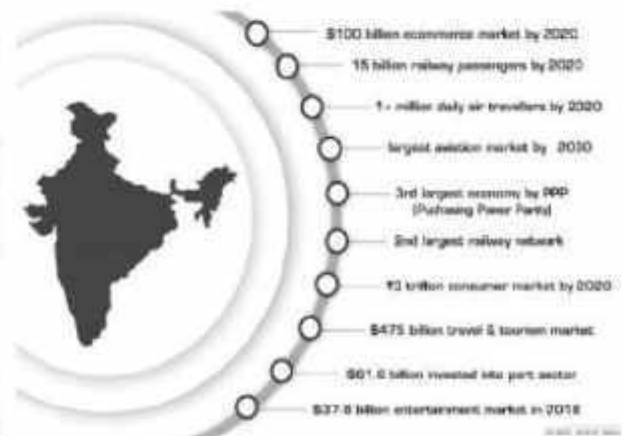 $100 billion ecommerce market by 2020
15 billion railway passengers by 2020
1+ million daily air travellers by 2020
largest aviation market by 2030
3rd largest economy by PPP
(Purchasing Power Parity)
2nd largest railway network
trillion consumer market by 2020
$475 billion travel & tourism market
$61.6 billion invested into port sector
$37.8 billion entertainment market in 2018